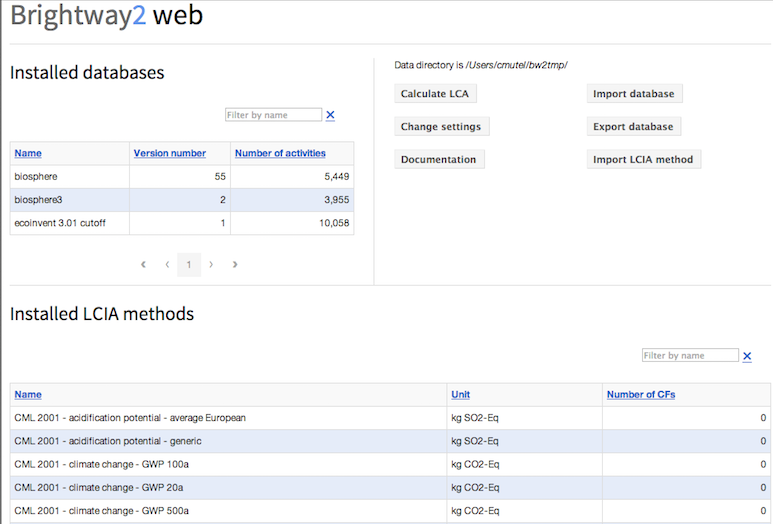 Brightway2 web
Installed databases
Filter by name
Name Version number Number of activities
biosphere 55 5,449
biosphere3 2 3,955
ecoinvent 3.01 cutoff 1 10,058
« ‹ 1 › »
Data directory is /Users/cmutel/bw2tmp/
Calculate LCA Import database
Change settings Export database
Documentation Import LCIA method
Installed LCIA methods
Filter by name
Name Unit Number of CFs
CML 2001 - acidification potential - average European kg SO2-Eq 0
CML 2001 - acidification potential - generic kg SO2-Eq 0
CML 2001 - climate change - GWP 100a kg CO2-Eq 0
CML 2001 - climate change - GWP 20a kg CO2-Eq 0
CML 2001 - climate change - GWP 500a kg CO2-Eq 0